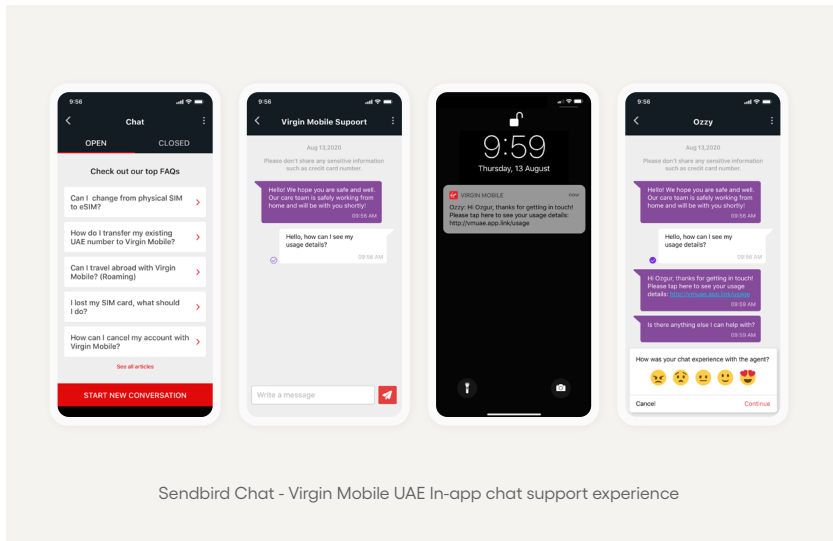 9:56
Chat
OPEN
CLOSED
Check out our top FAQs
Can I change from physical SIM
to eSIM?
How do I transfer my existing
UAE number to Virgin Mobile?
Can I travel abroad with Virgin
Mobile? (Roaming)
I lost my SIM card, what should
I do?
How can I cancel my account with
Virgin Mobile?
See all articles
START NEW CONVERSATION
9:56
Virgin Mobile Supoort
Aug 13,2020
Please don't share any sensitive information
such as credit card number.
Hello! We hope you are safe and well.
Our care team is safely working from
home and will be with you shortly!
09:56 AM
Hello, how can I see my
usage details?
09:56 AM
Write a message
9:59
Thursday, 13 August
VIRGIN MOBILE
now
Ozzy: Hi Ozgur, thanks for getting in touch!
Please tap here to see your usage details:
http://vmuae.app.link/usage
9:56
Ozzy
Aug 13,2020
Please don't share any sensitive information
such as credit card number.
Hello! We hope you are safe and well.
Our care team is safely working from
home and will be with you shortly!
09:56 AM
Hello, how can I see my
usage details?
09:56 AM
Hi Ozgur, thanks for getting in touch!
Please tap here to see your usage
details: http://vmuae.app.link/usage
09:59 AM
Is there anything else I can help with?
09:59 AM
How was your chat experience with the agent?
Cancel
Continue
Sendbird Chat - Virgin Mobile UAE In-app chat support experience